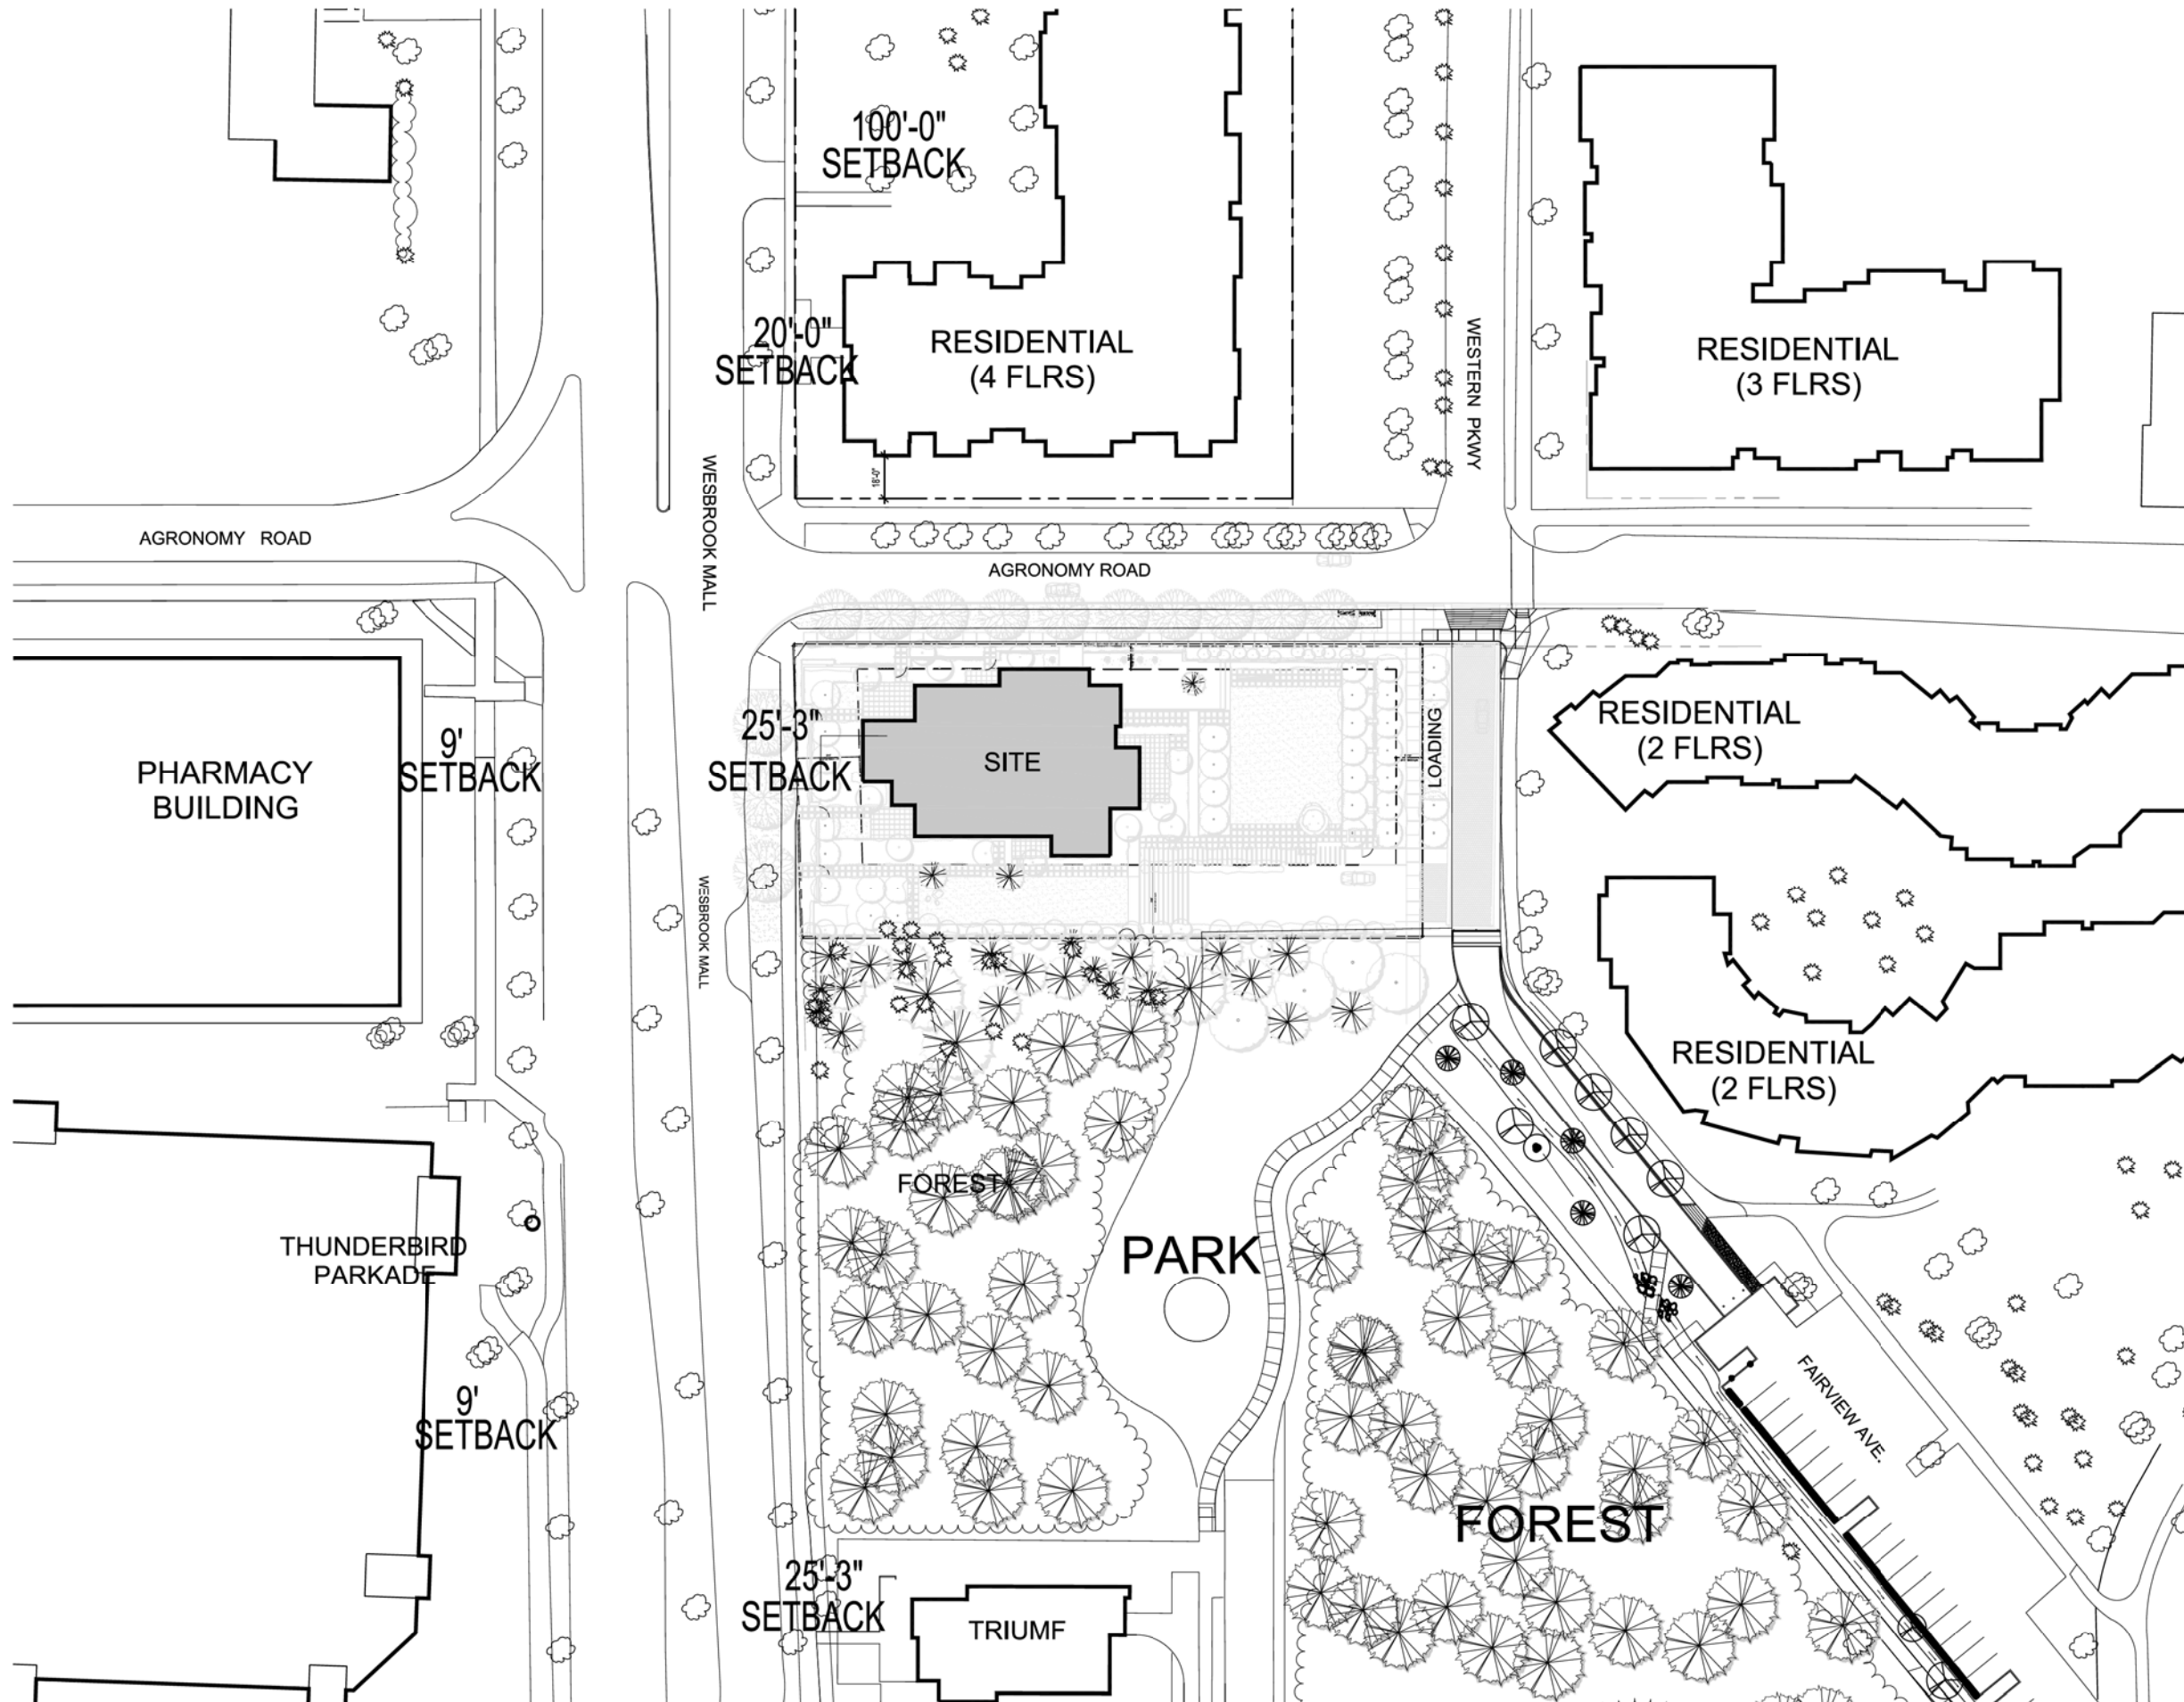 100'-0"
SETBACK
20'-0"
SETBACK
RESIDENTIAL
(4 FLRS)
WESTERN PKWY
RESIDENTIAL
(3 FLRS)
WESBROOK MALL
AGRONOMY ROAD
AGRONOMY ROAD
PHARMACY
BUILDING
9'
SETBACK
25'-3"
SETBACK
SITE
LOADING
RESIDENTIAL
(2 FLRS)
WESBROOK MALL
RESIDENTIAL
(2 FLRS)
FOREST
THUNDERBIRD
PARKADE
PARK
9'
SETBACK
FAIRVIEW AVE.
FOREST
25'-3"
SETBACK
TRIUMF